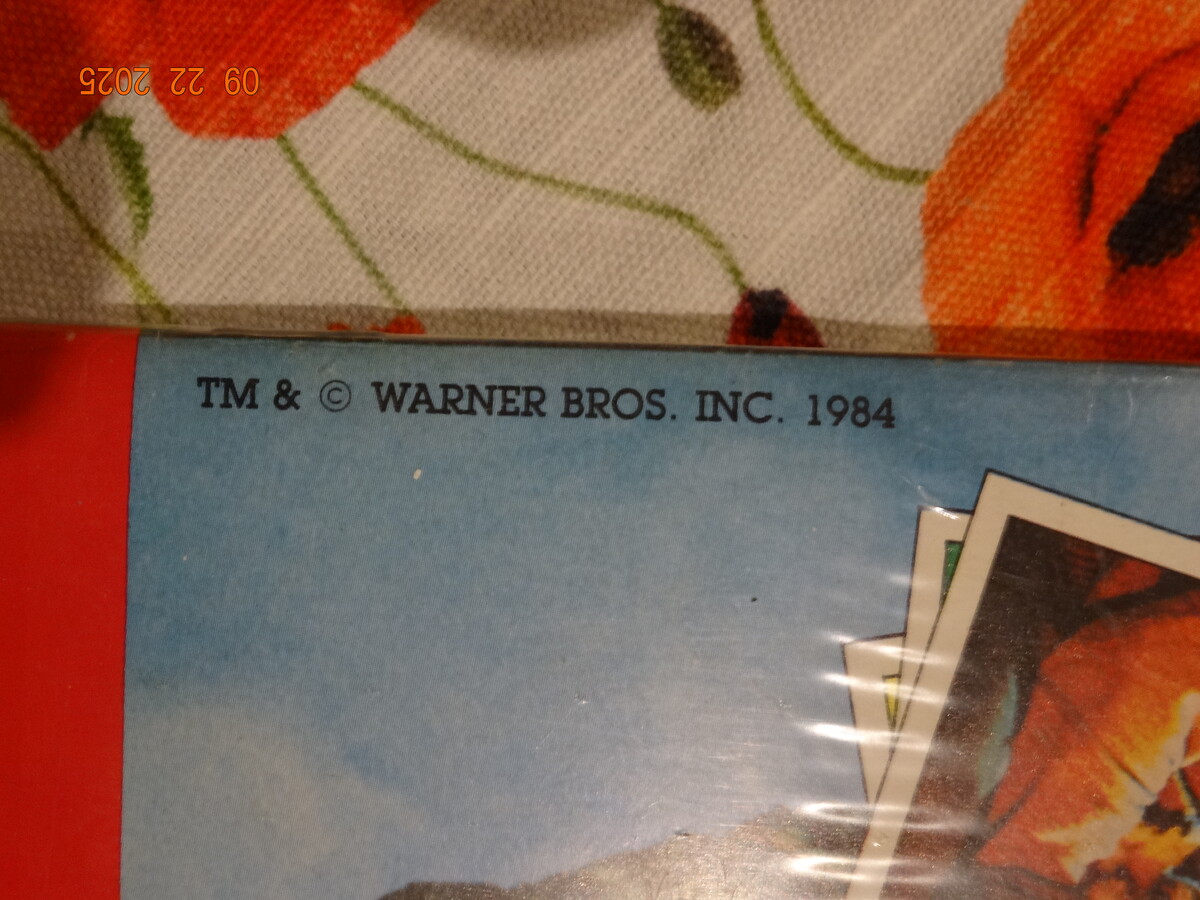 09 22 2025
TM & © WARNER BROS. INC. 1984